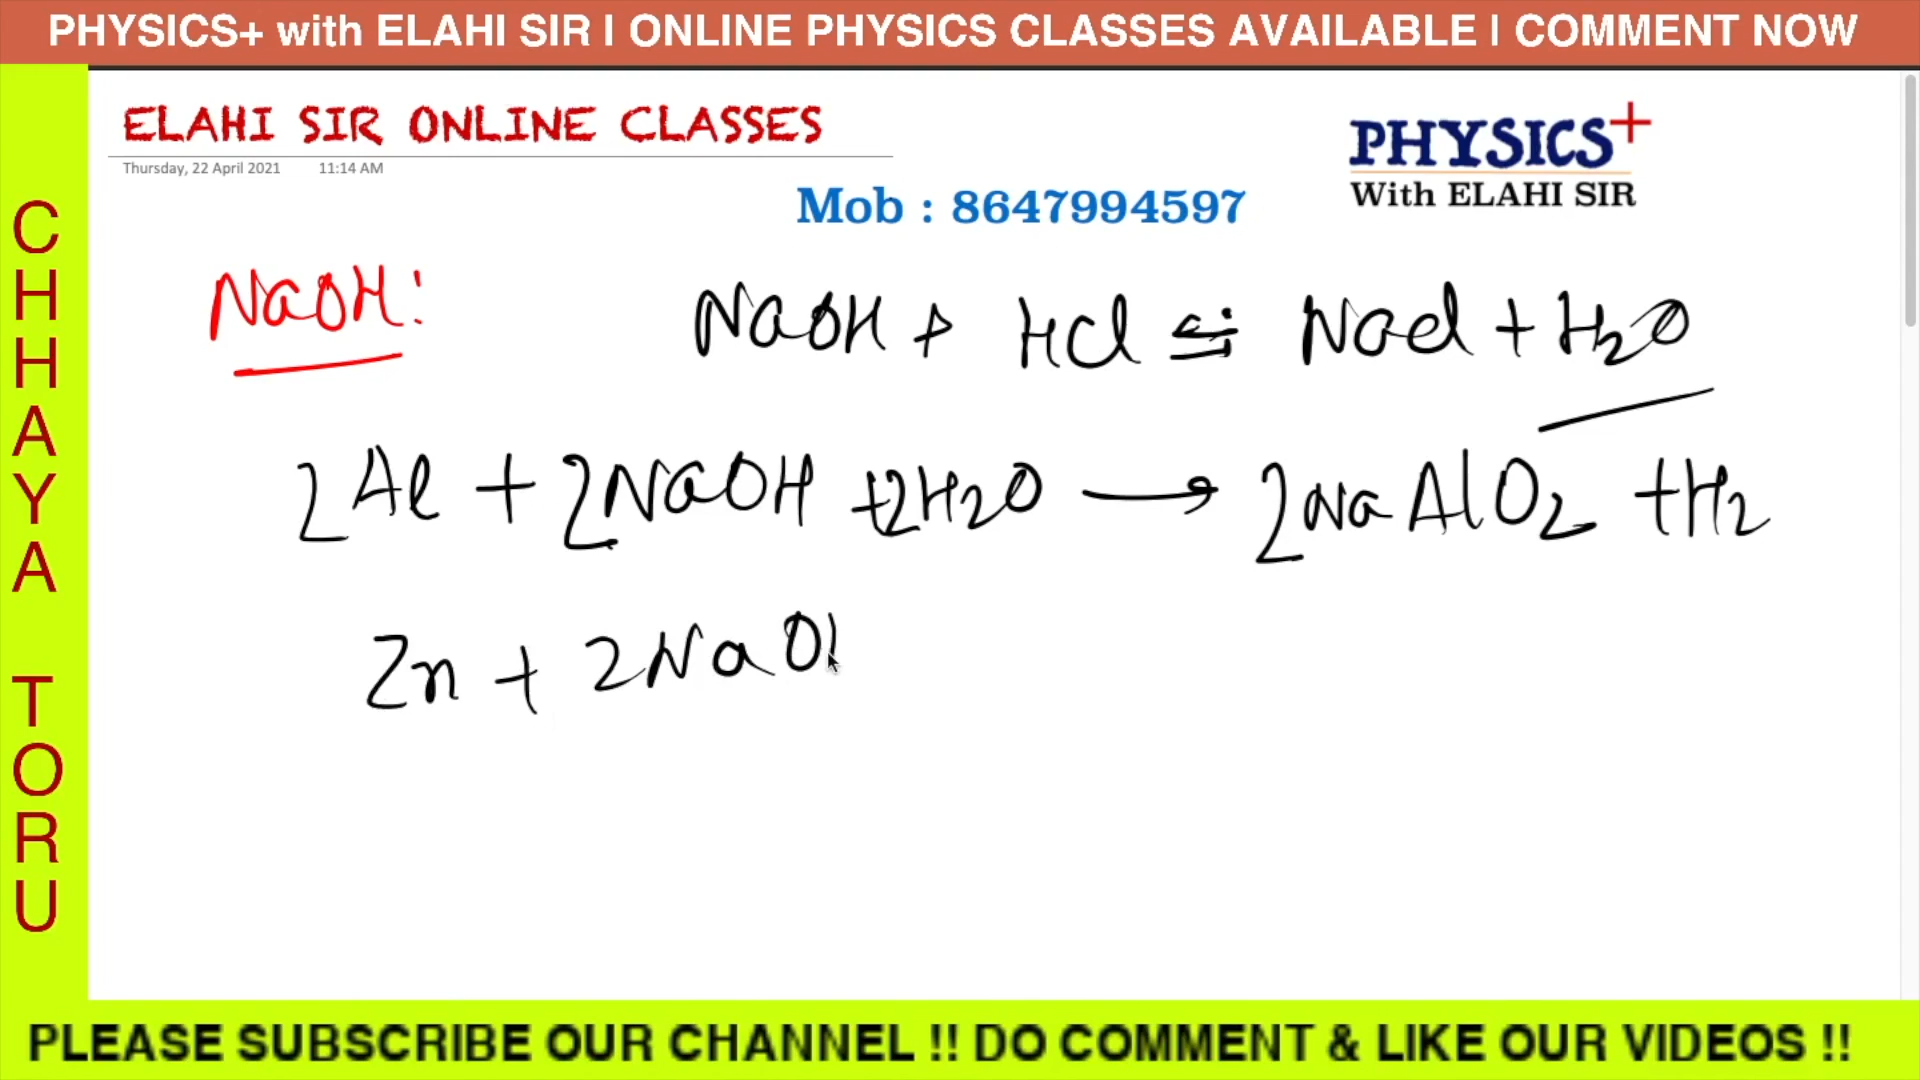 PHYSICS+ with ELAHI SIR I ONLINE PHYSICS CLASSES AVAILABLE I COMMENT NOW
ELAHI SIR ONLINE CLASSES
Thursday, 22 April 2021 11:14 AM
PHYSICS+
With ELAHI SIR
Mob : 8647994597
CHHAYA TORU
NaOH:
NaOH + HCl ⇌ NaCl + H2O
2Al + 2NaOH + 2H2O → 2NaAlO2 + H2
Zn + 2NaO
PLEASE SUBSCRIBE OUR CHANNEL !! DO COMMENT & LIKE OUR VIDEOS !!